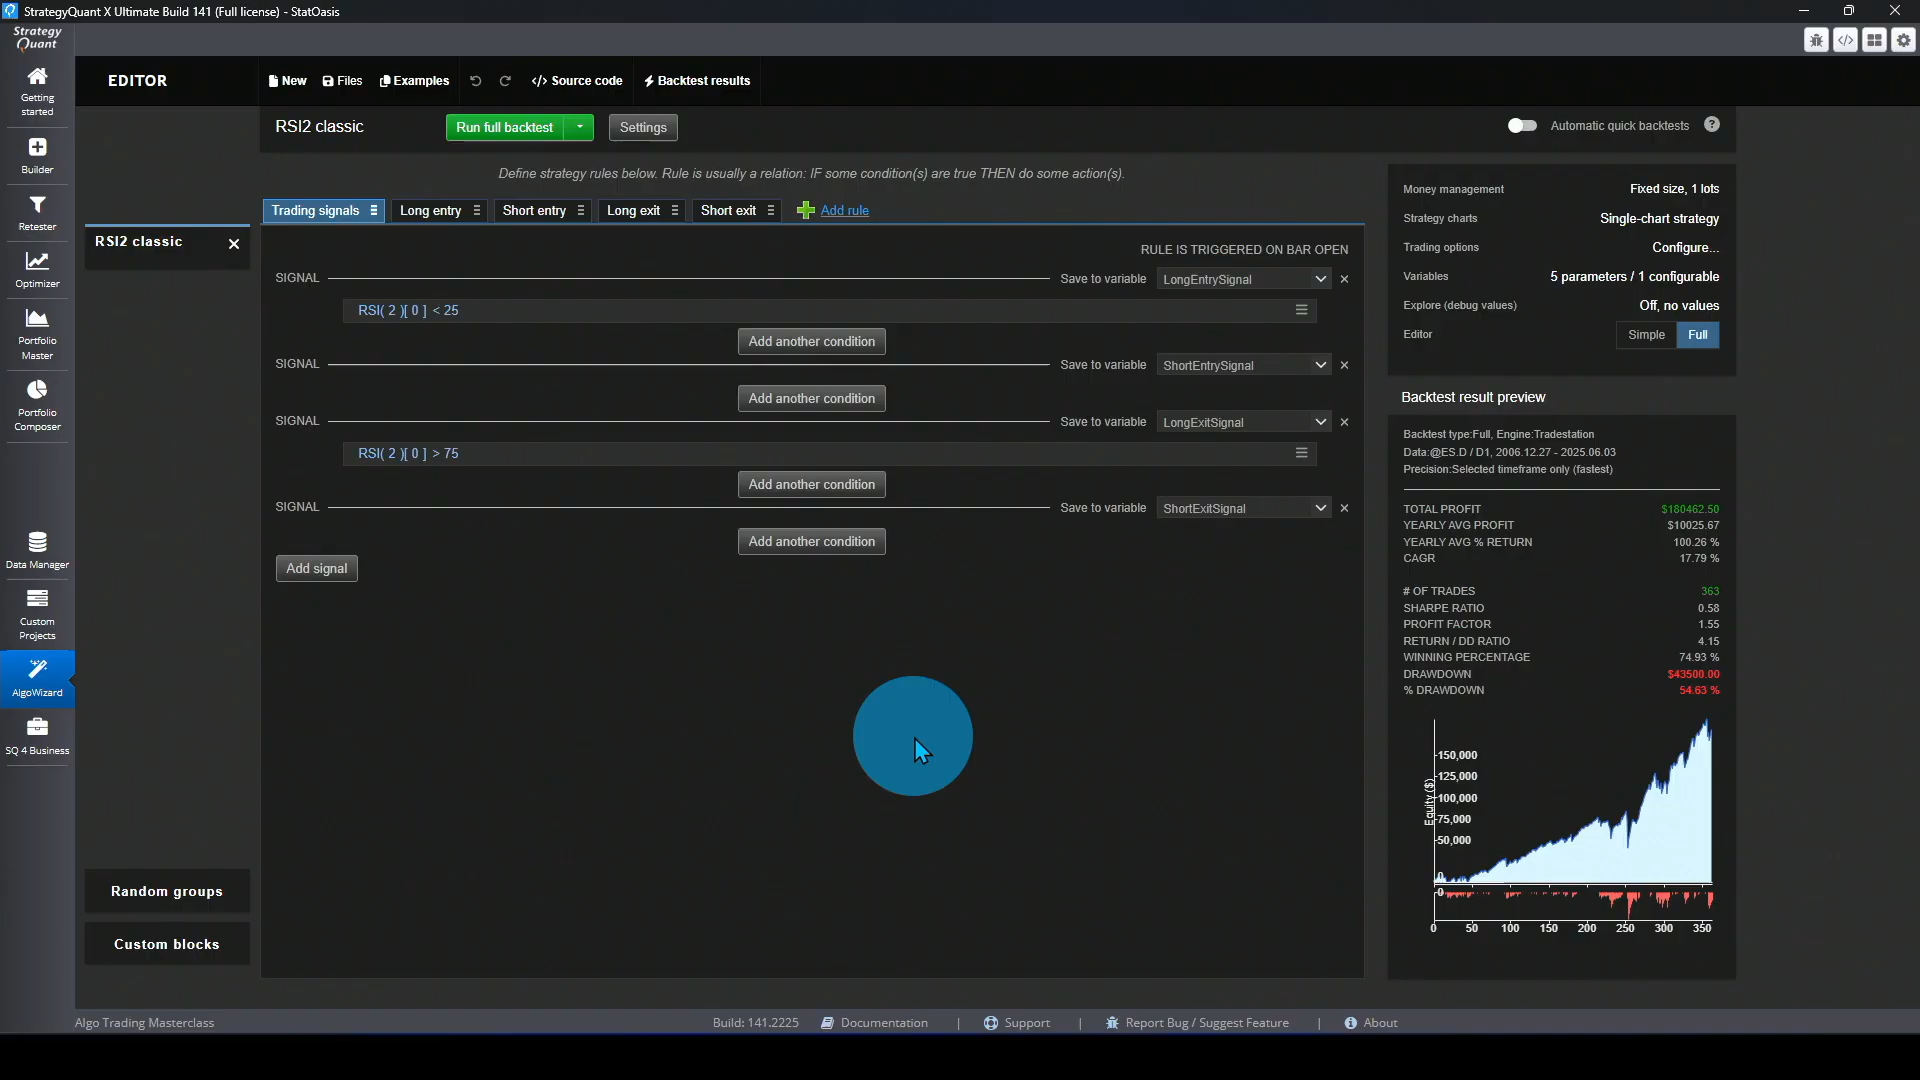 StrategyQuant X Ultimate Build 141 (Full license) - StatOasis
Strategy
Quant
Getting
started
Builder
Retester
Optimizer
Portfolio
Master
Portfolio
Composer
Data Manager
Custom
Projects
AlgoWizard
SQ 4 Business
EDITOR
New
Files
Examples
</> Source code
Backtest results
RSI2 classic
Run full backtest
Settings
Automatic quick backtests
?
Define strategy rules below. Rule is usually a relation: IF some condition(s) are true THEN do some action(s).
Trading signals
Long entry
Short entry
Long exit
Short exit
Add rule
RSI2 classic
RULE IS TRIGGERED ON BAR OPEN
SIGNAL Save to variable LongEntrySignal
RSI( 2 )[ 0 ] < 25
Add another condition
SIGNAL Save to variable ShortEntrySignal
Add another condition
SIGNAL Save to variable LongExitSignal
RSI( 2 )[ 0 ] > 75
Add another condition
SIGNAL Save to variable ShortExitSignal
Add another condition
Add signal
Random groups
Custom blocks
Money management Fixed size, 1 lots
Strategy charts Single-chart strategy
Trading options Configure...
Variables 5 parameters / 1 configurable
Explore (debug values) Off, no values
Editor Simple Full
Backtest result preview
Backtest type:Full, Engine:Tradestation
Data:@ES.D / D1, 2006.12.27 - 2025.06.03
Precision:Selected timeframe only (fastest)
TOTAL PROFIT $180462.50
YEARLY AVG PROFIT $10025.67
YEARLY AVG % RETURN 100.26 %
CAGR 17.79 %
# OF TRADES 363
SHARPE RATIO 0.58
PROFIT FACTOR 1.55
RETURN / DD RATIO 4.15
WINNING PERCENTAGE 74.93 %
DRAWDOWN $43500.00
% DRAWDOWN 54.63 %
Equity ($)
150,000
125,000
100,000
75,000
50,000
0
0
0 50 100 150 200 250 300 350
Algo Trading Masterclass
Build: 141.2225
Documentation
|
Support
|
Report Bug / Suggest Feature
|
About